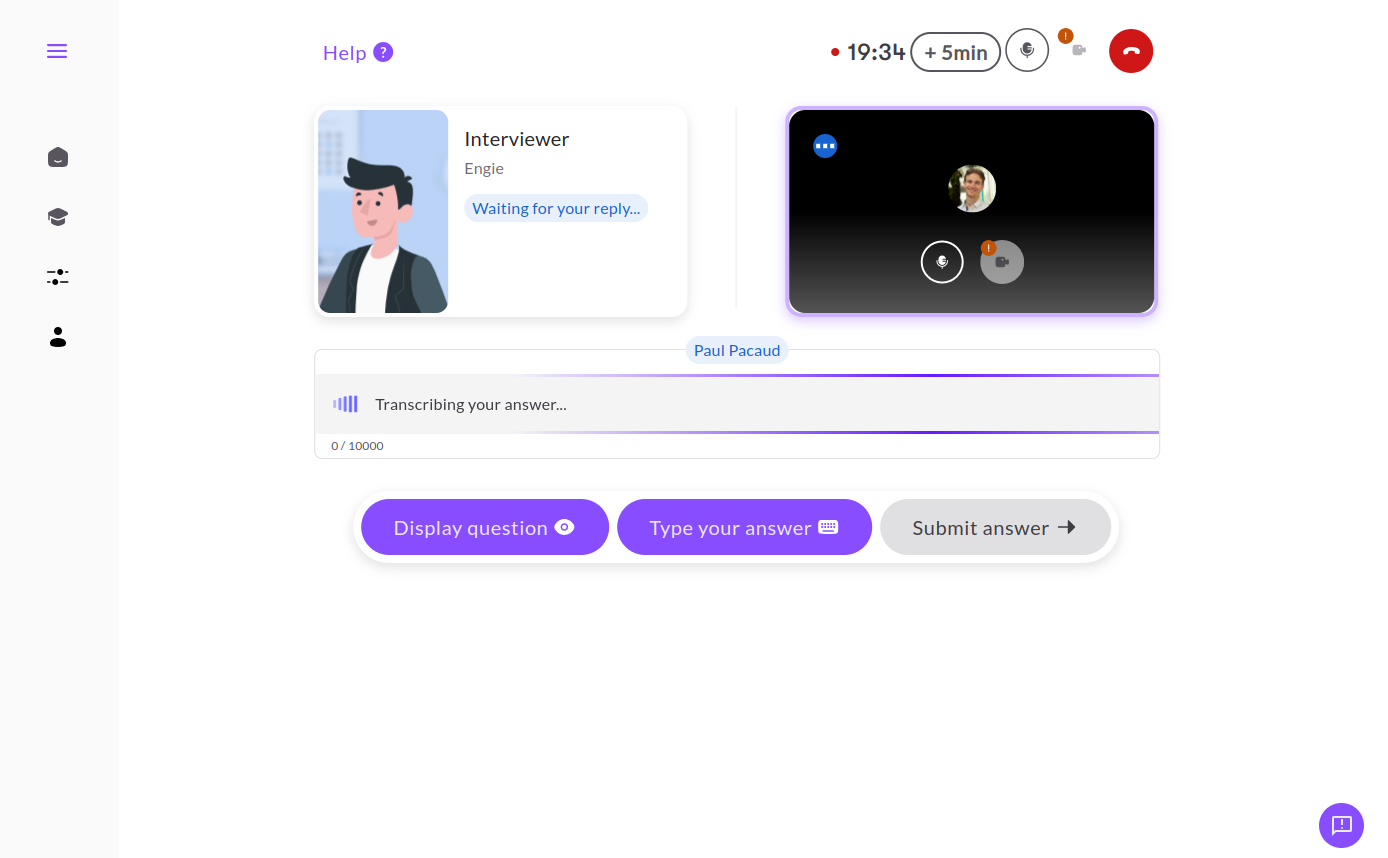 Help ?
19:34 + 5min !
Interviewer
Engie
Waiting for your reply...
!
Paul Pacaud
Transcribing your answer...
0 / 10000
Display question
Type your answer
Submit answer